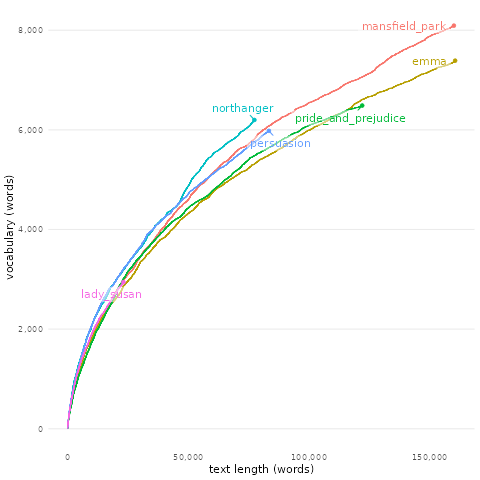 mansfield_park
8,000
emma
northanger
pride_and_prejudice
6,000
persuasion
4,000
lady_susan
2,000
0
vocabulary (words)
0
50,000
100,000
150,000
text length (words)